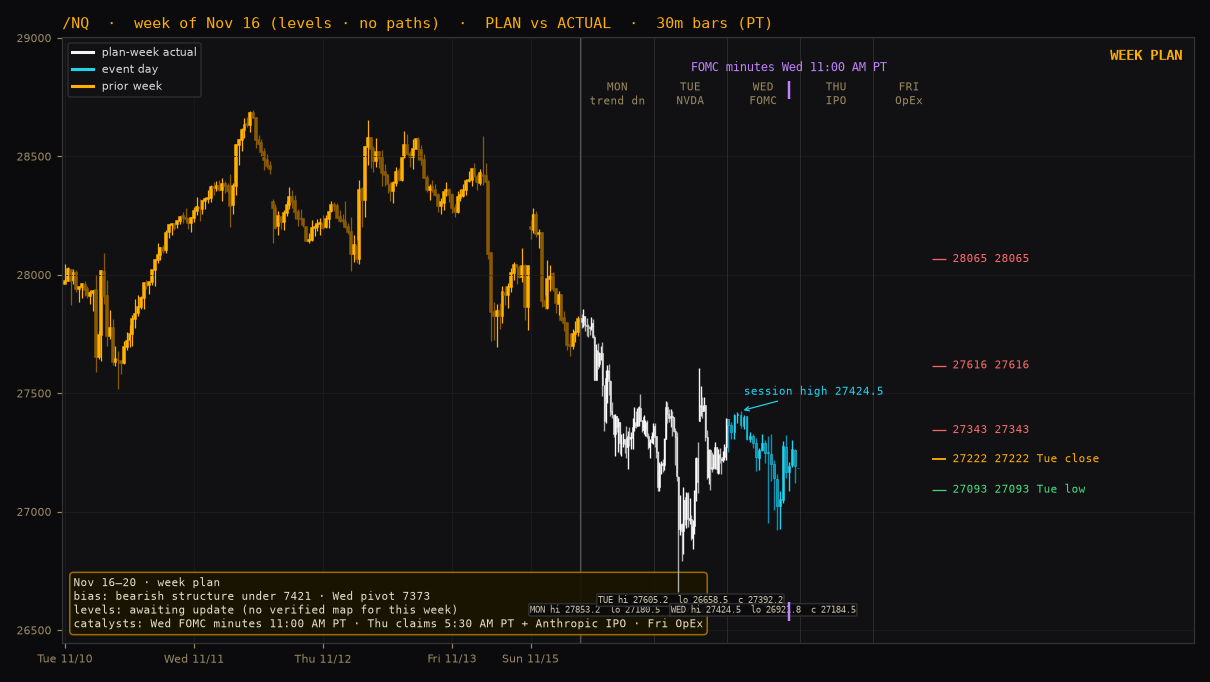 /NQ · week of Nov 16 (levels · no paths) · PLAN vs ACTUAL · 30m bars (PT)
29000
28500
28000
27500
27000
26500
plan-week actual
event day
prior week
WEEK PLAN
FOMC minutes Wed 11:00 AM PT
MON
trend dn
TUE
NVDA
WED
FOMC
THU
IPO
FRI
OpEx
28065 28065
27616 27616
session high 27424.5
27343 27343
27222 27222 Tue close
27093 27093 Tue low
Nov 16–20 · week plan
bias: bearish structure under 7421 · Wed pivot 7373
levels: awaiting update (no verified map for this week)
catalysts: Wed FOMC minutes 11:00 AM PT · Thu claims 5:30 AM PT + Anthropic IPO · Fri OpEx
TUE hi 27605.2 lo 26658.5 c 27392.2
MON hi 27853.2 lo 27180.5
WED hi 27424.5 lo c 27184.5
Tue 11/10
Wed 11/11
Thu 11/12
Fri 11/13
Sun 11/15